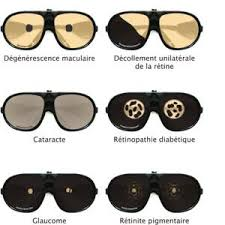 Dégénérescence maculaire
Décollement unilatérale
de la rétine
Cataracte
Rétinopathie diabétique
Glaucome
Rétinite pigmentaire